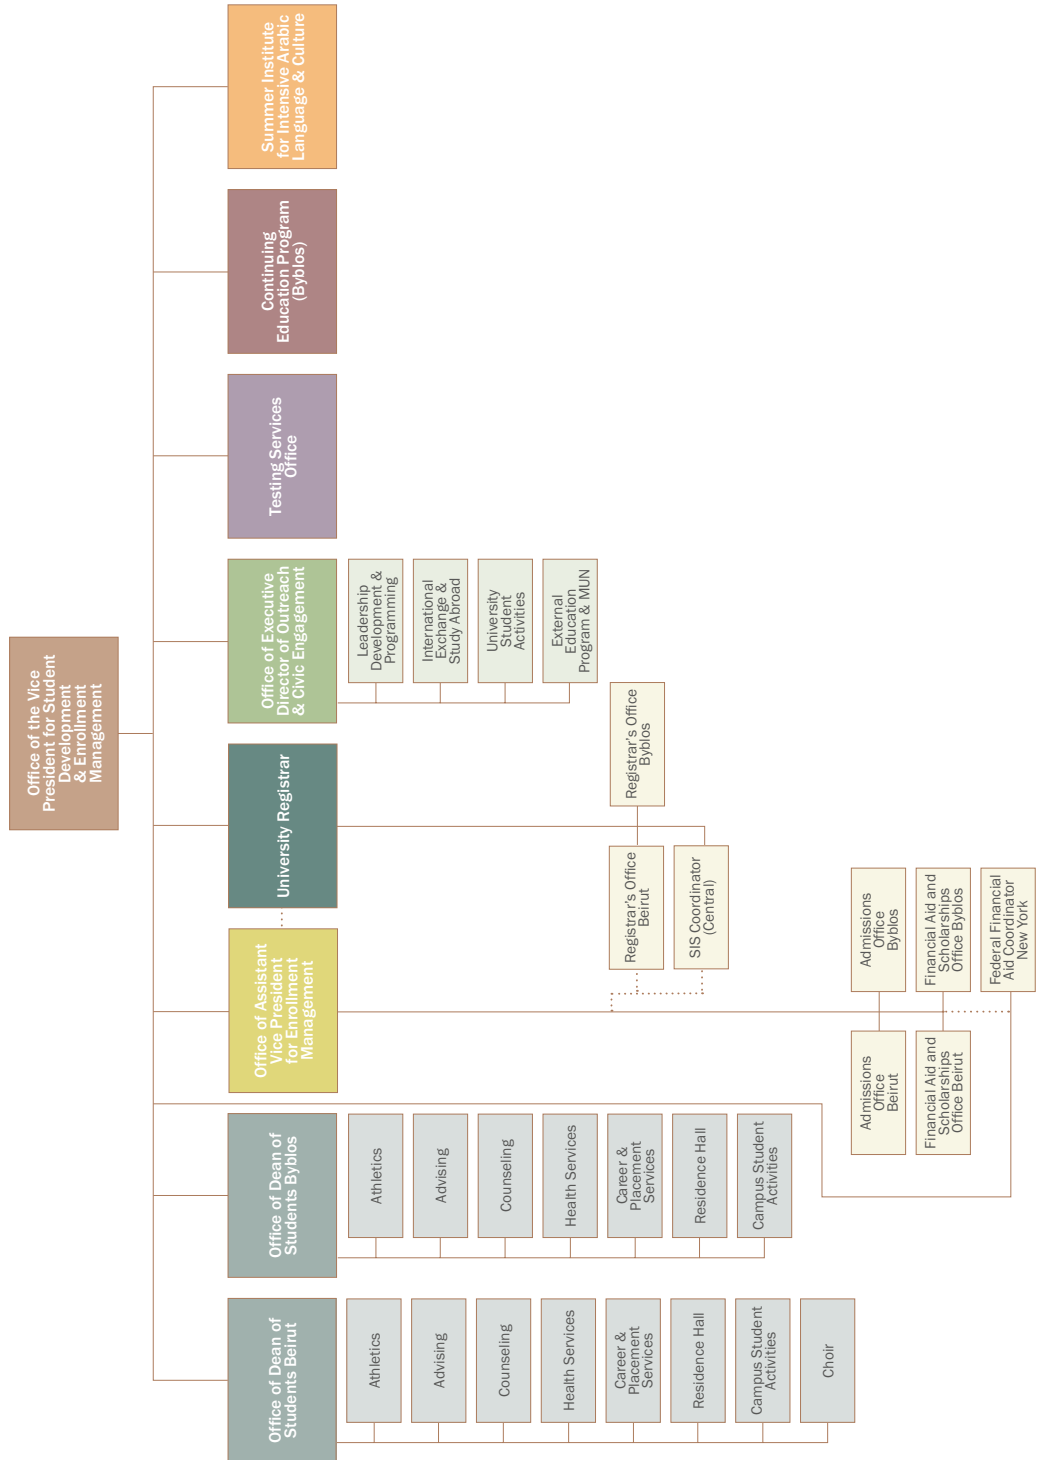 Office of the Vice
President for Student
Development
& Enrollment
Management
Office of Dean of
Students Beirut
Athletics
Advising
Counseling
Health Services
Career &
Placement
Services
Residence Hall
Campus Student
Activities
Choir
Office of Dean of
Students Byblos
Athletics
Advising
Counseling
Health Services
Career &
Placement
Services
Residence Hall
Campus Student
Activities
Office of Assistant
Vice President
for Enrollment
Management
Admissions
Office
Beirut
Admissions
Office
Byblos
Financial Aid and
Scholarships
Office Beirut
Financial Aid and
Scholarships
Office Byblos
Federal Financial
Aid Coordinator
New York
University Registrar
Registrar's Office
Beirut
Registrar's Office
Byblos
SIS Coordinator
(Central)
Office of Executive
Director of Outreach
& Civic Engagement
Leadership
Development &
Programming
International
Exchange &
Study Abroad
University
Student
Activities
External
Education
Program & MUN
Testing Services
Office
Continuing
Education Program
(Byblos)
Summer Institute
for Intensive Arabic
Language & Culture